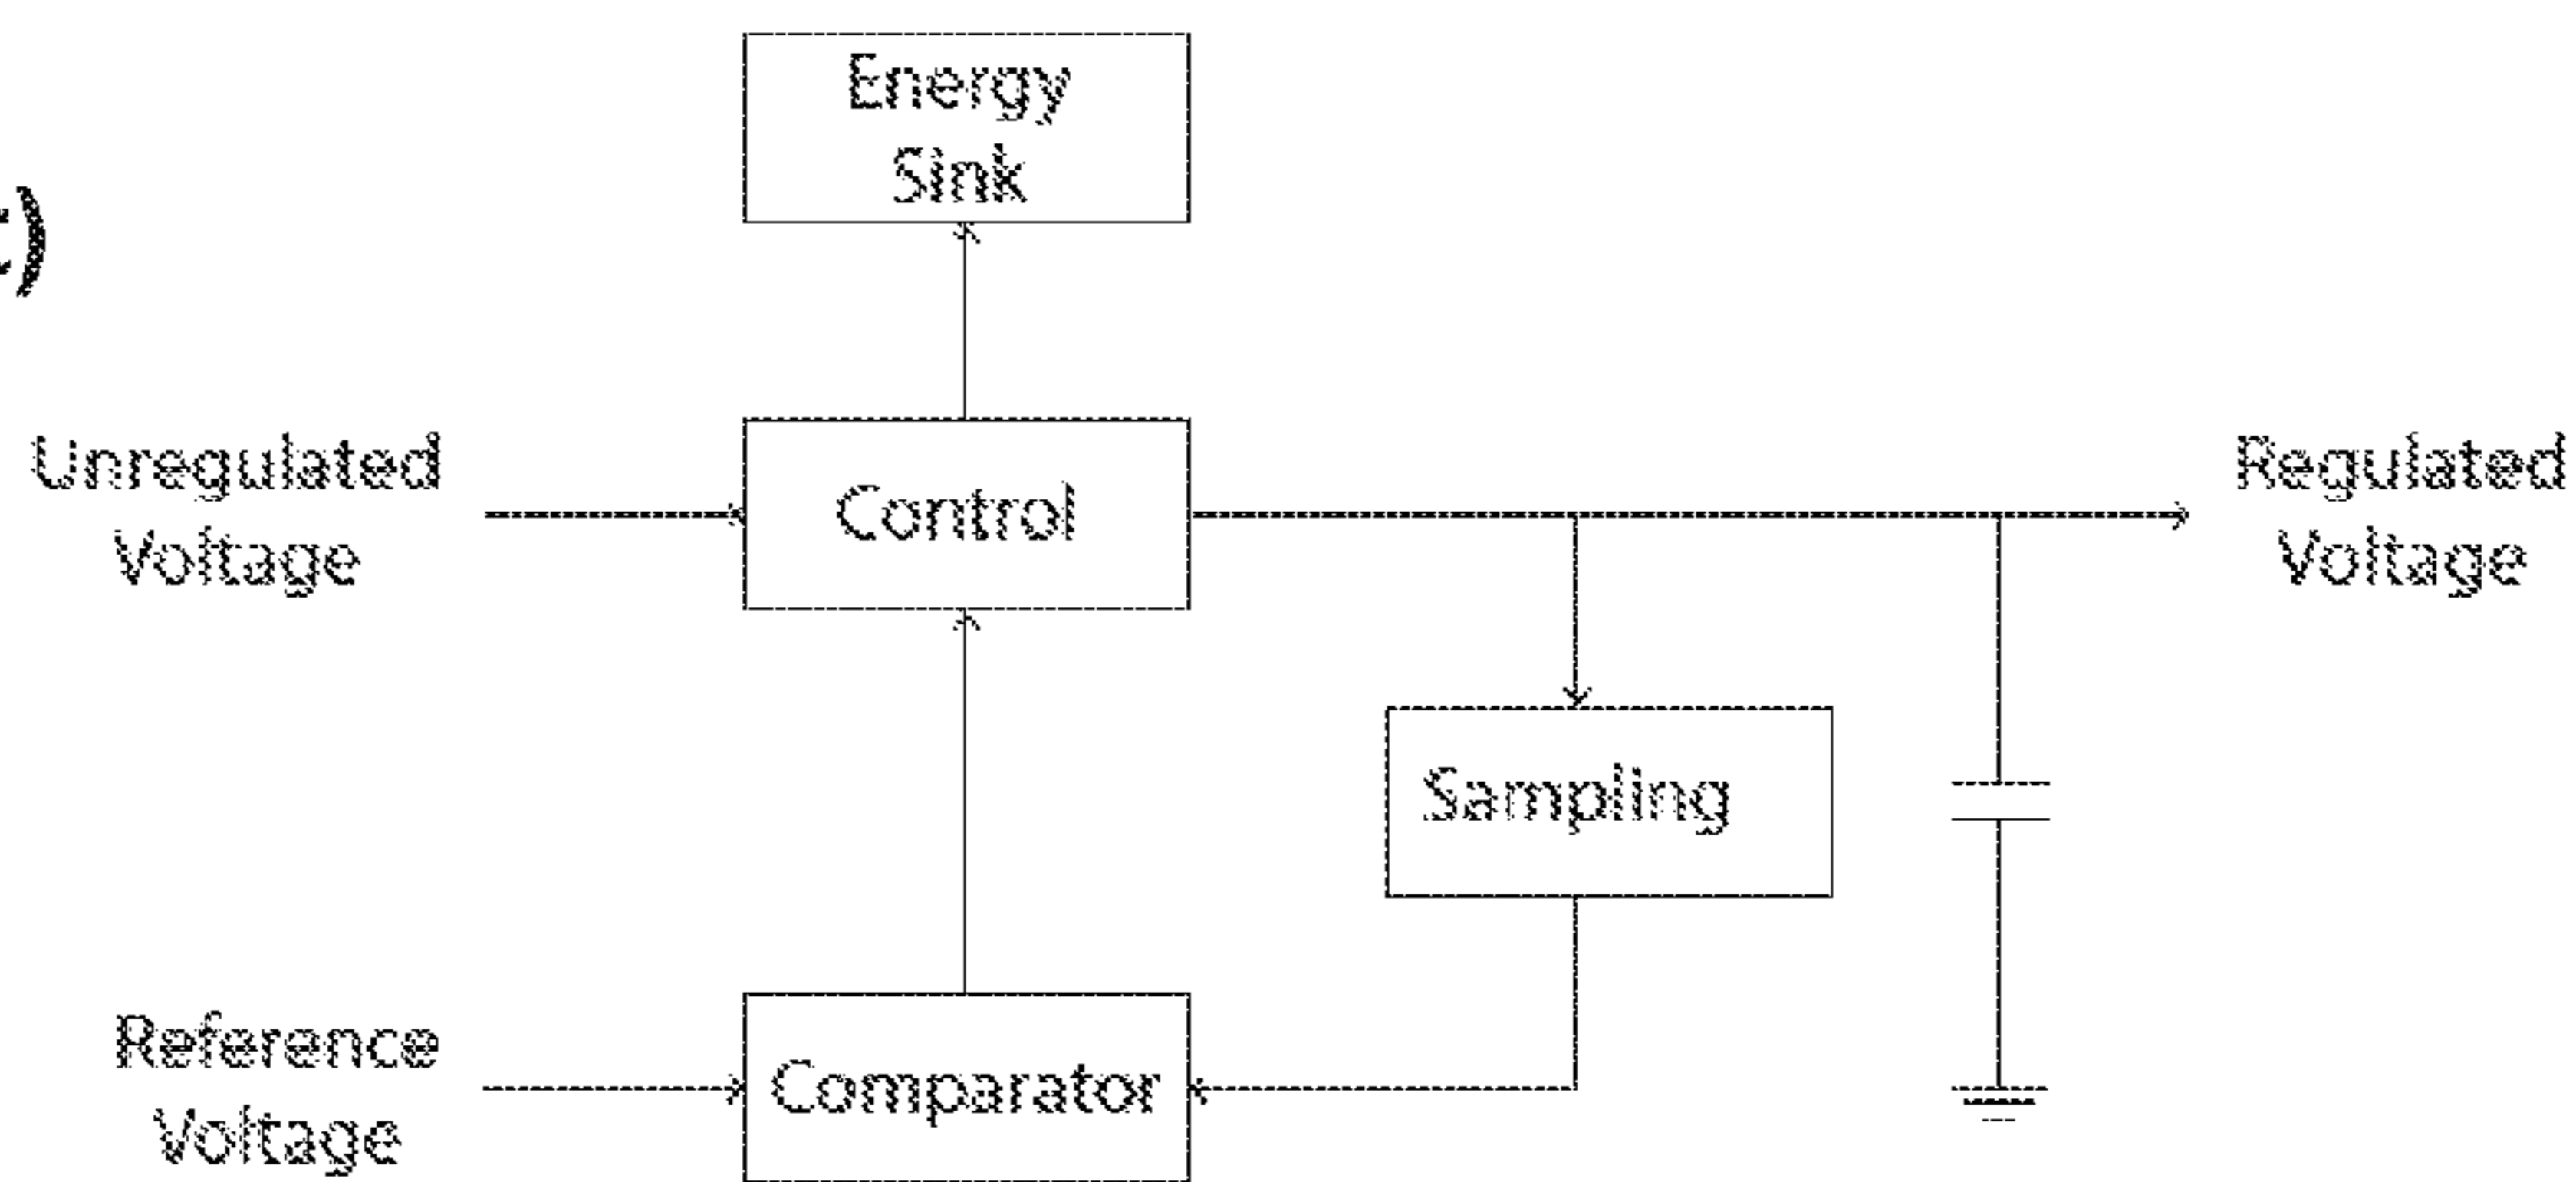 Energy
Sink
Unregulated
Voltage
Control
Regulated
Voltage
Sampling
Reference
Voltage
Comparator